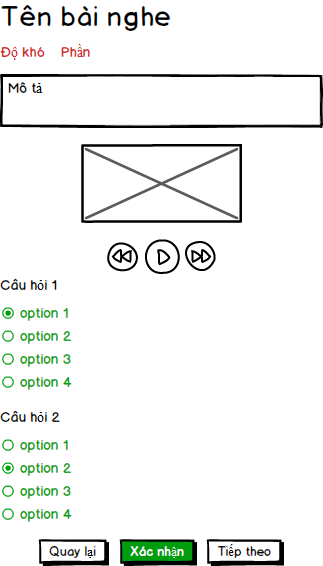 Tên bài nghe
Độ khó Phần
Mô tả
Câu hỏi 1
option 1
option 2
option 3
option 4
Câu hỏi 2
option 1
option 2
option 3
option 4
Quay lại Xác nhận Tiếp theo